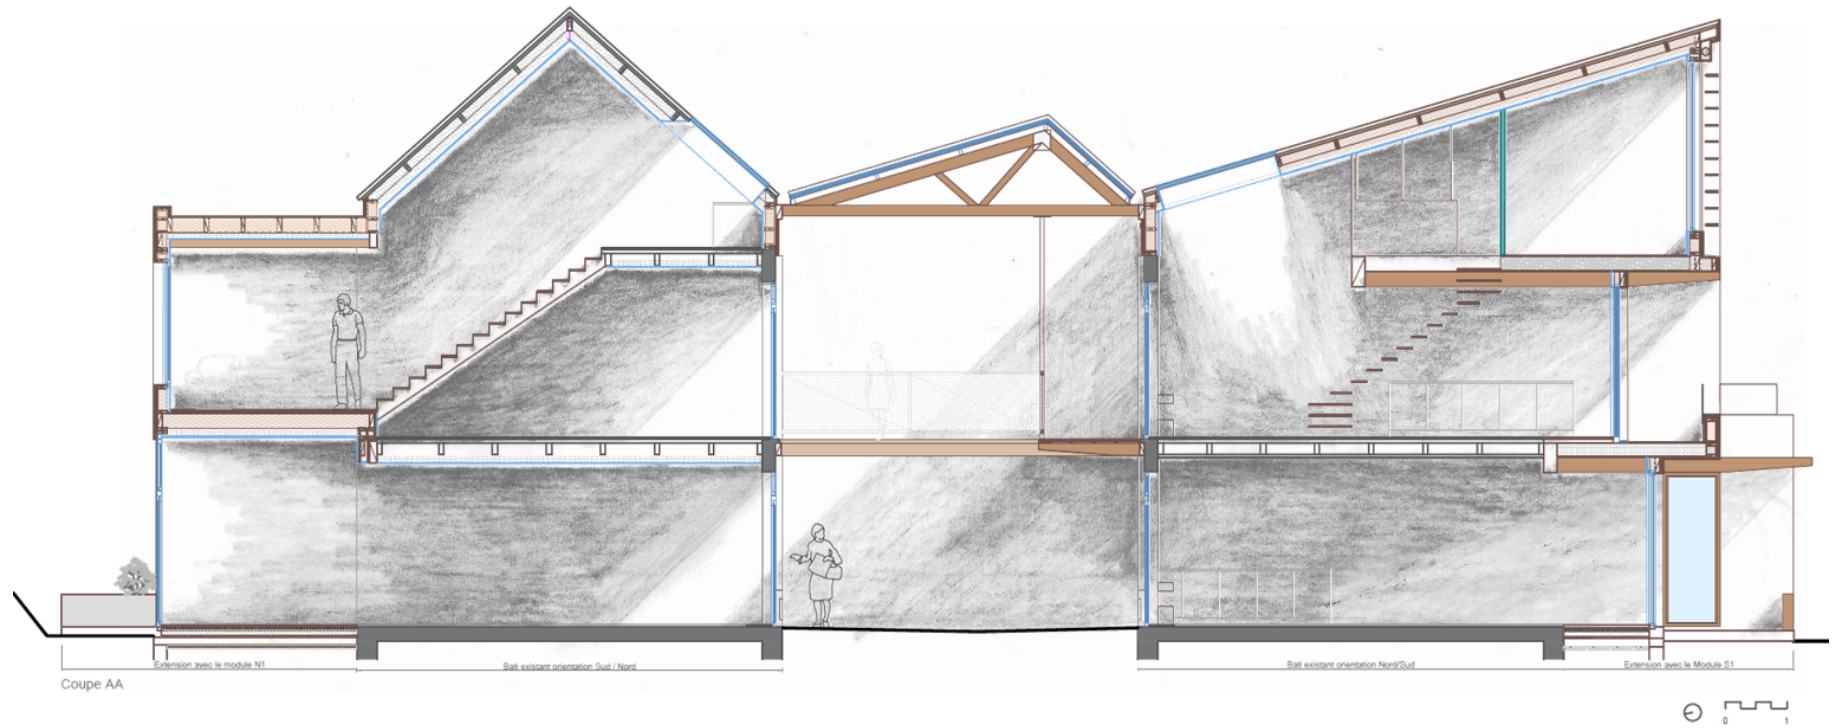 Extension avec le module N1
Bati existant orientation Sud / Nord
Bati existant orientation Nord/Sud
Extension avec le Module S1
Coupe AA
0 1